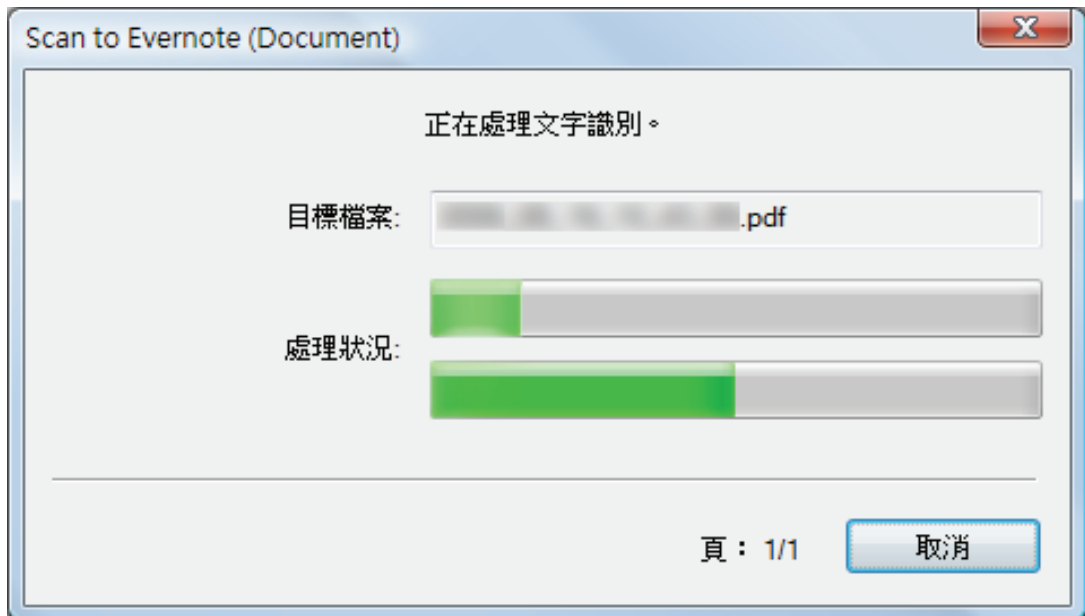 Scan to Evernote (Document)
正在處理文字識別。
目標檔案: .pdf
處理狀況:
頁： 1/1 取消